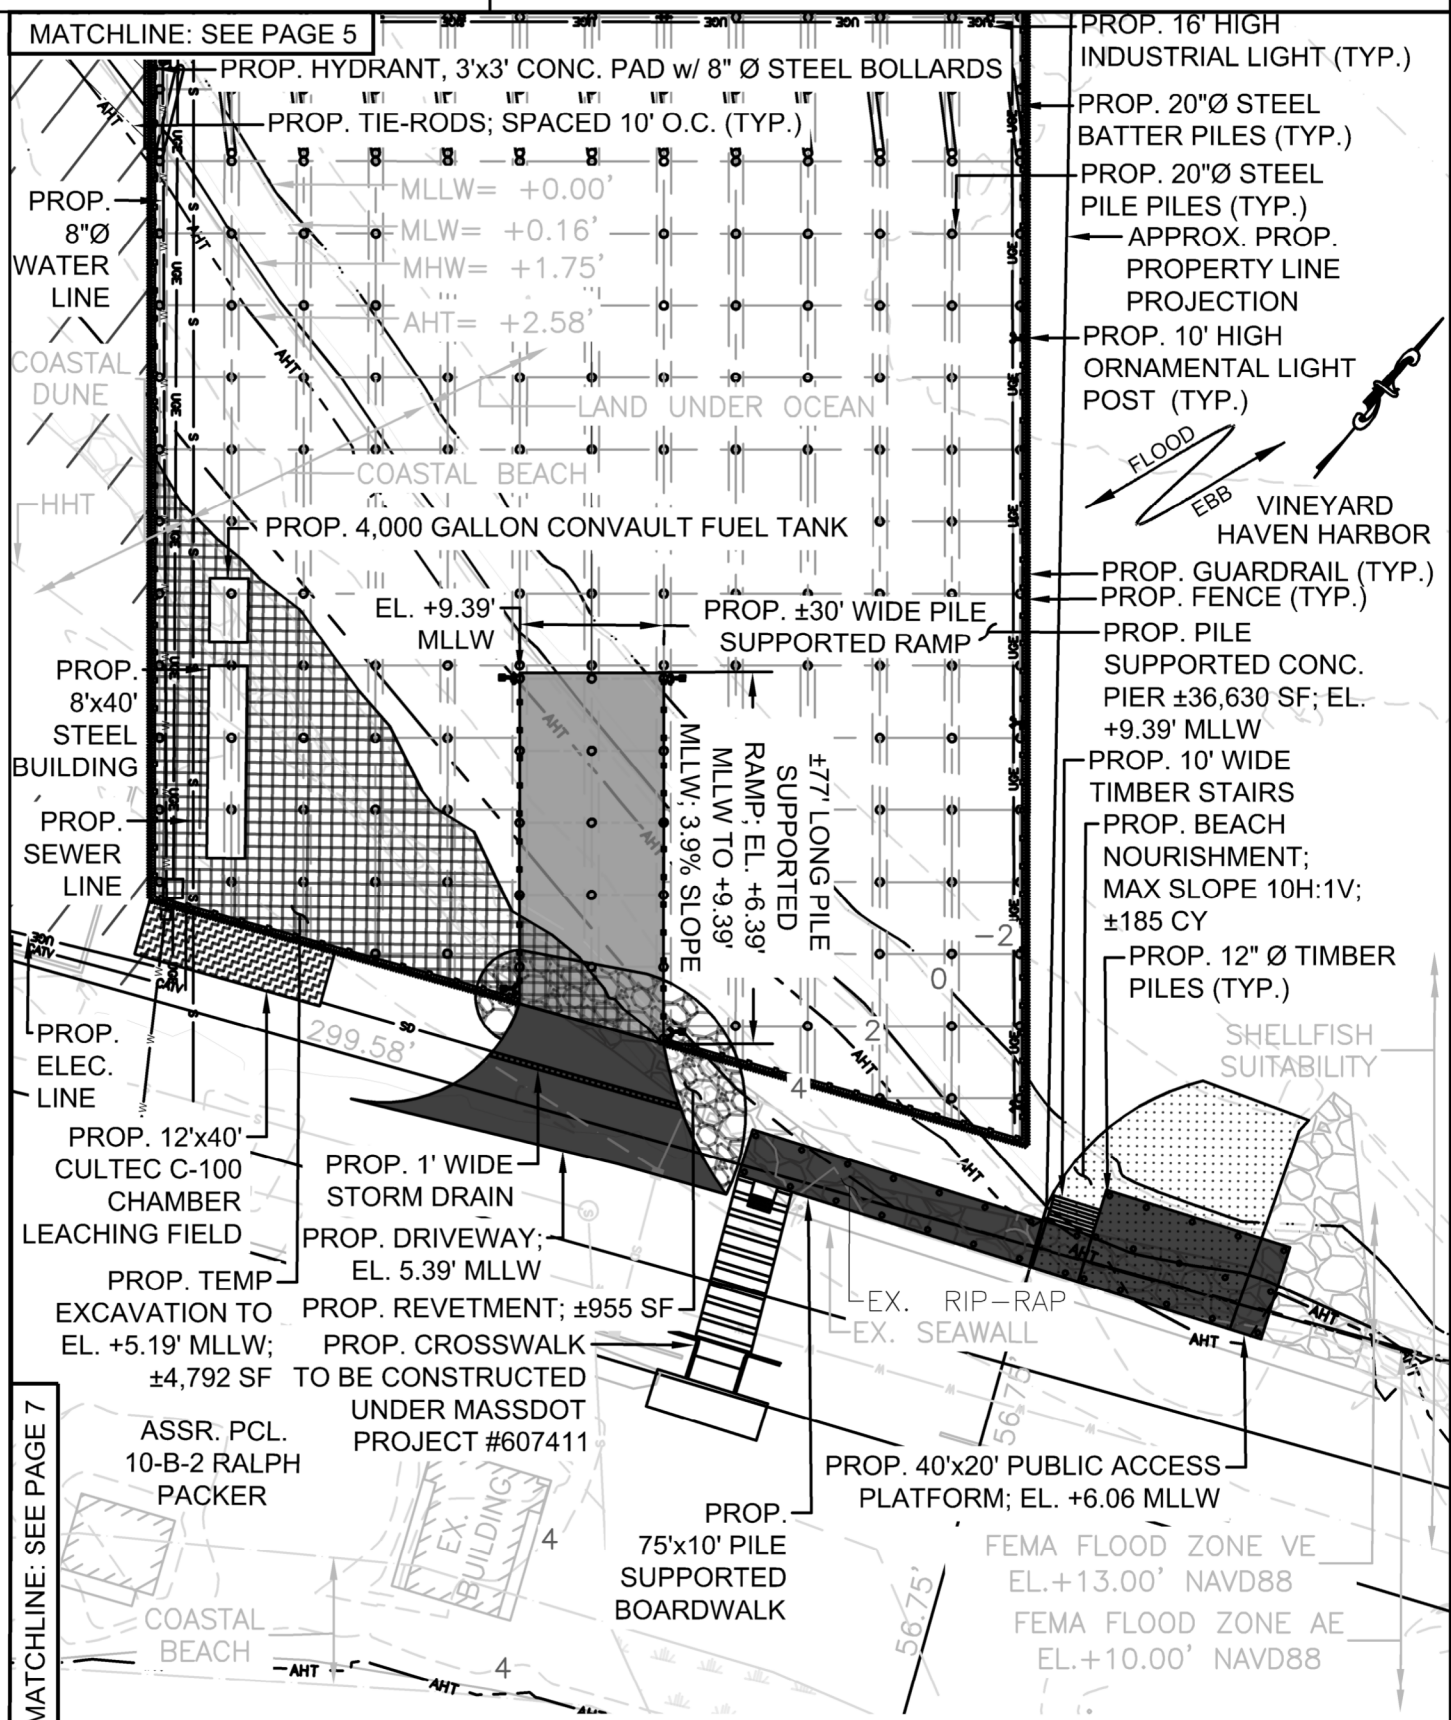 MATCHLINE: SEE PAGE 5
PROP. HYDRANT, 3'x3' CONC. PAD w/ 8" Ø STEEL BOLLARDS
PROP. TIE-RODS; SPACED 10' O.C. (TYP.)
MLLW= +0.00'
MLW= +0.16'
MHW= +1.75'
AHT= +2.58'
PROP.
8"Ø
WATER
LINE
COASTAL
DUNE
LAND UNDER OCEAN
COASTAL BEACH
HHT
PROP. 4,000 GALLON CONVAULT FUEL TANK
EL. +9.39'
MLLW
PROP. ±30' WIDE PILE
SUPPORTED RAMP
PROP. 16' HIGH
INDUSTRIAL LIGHT (TYP.)
PROP. 20"Ø STEEL
BATTER PILES (TYP.)
PROP. 20"Ø STEEL
PILE PILES (TYP.)
APPROX. PROP.
PROPERTY LINE
PROJECTION
PROP. 10' HIGH
ORNAMENTAL LIGHT
POST (TYP.)
FLOOD
EBB
VINEYARD
HAVEN HARBOR
PROP. GUARDRAIL (TYP.)
PROP. FENCE (TYP.)
PROP. PILE
SUPPORTED CONC.
PIER ±36,630 SF; EL.
+9.39' MLLW
PROP. 10' WIDE
TIMBER STAIRS
PROP. BEACH
NOURISHMENT;
MAX SLOPE 10H:1V;
±185 CY
PROP. 12" Ø TIMBER
PILES (TYP.)
SHELLFISH
SUITABILITY
±77' LONG PILE
SUPPORTED
RAMP; EL. +6.39'
MLLW TO +9.39'
MLLW; 3.9% SLOPE
PROP.
8'x40'
STEEL
BUILDING
PROP.
SEWER
LINE
-2
0
2
4
UGE
CATV
SD
299.58'
PROP.
ELEC.
LINE
PROP. 12'x40'
CULTEC C-100
CHAMBER
LEACHING FIELD
PROP. 1' WIDE
STORM DRAIN
PROP. DRIVEWAY;
EL. 5.39' MLLW
PROP. TEMP
EXCAVATION TO
EL. +5.19' MLLW;
±4,792 SF
PROP. REVETMENT; ±955 SF
PROP. CROSSWALK
TO BE CONSTRUCTED
UNDER MASSDOT
PROJECT #607411
EX. RIP-RAP
EX. SEAWALL
AHT
AHT
AHT
AHT
56.75'
ASSR. PCL.
10-B-2 RALPH
PACKER
PROP. 40'x20' PUBLIC ACCESS
PLATFORM; EL. +6.06 MLLW
PROP.
75'x10' PILE
SUPPORTED
BOARDWALK
EX.
BUILDING
4
56.75'
FEMA FLOOD ZONE VE
EL.+13.00' NAVD88
FEMA FLOOD ZONE AE
EL.+10.00' NAVD88
COASTAL
BEACH
AHT
AHT
4
MATCHLINE: SEE PAGE 7